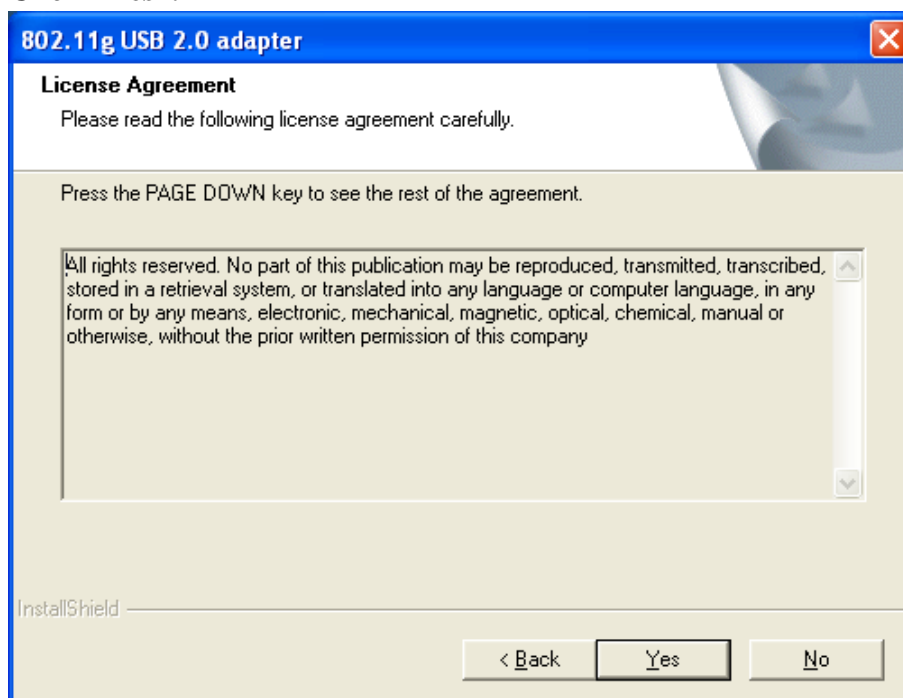 802.11g USB 2.0 adapter
License Agreement
Please read the following license agreement carefully.
Press the PAGE DOWN key to see the rest of the agreement.
All rights reserved. No part of this publication may be reproduced, transmitted, transcribed,
stored in a retrieval system, or translated into any language or computer language, in any
form or by any means, electronic, mechanical, magnetic, optical, chemical, manual or
otherwise, without the prior written permission of this company
InstallShield
< Back Yes No